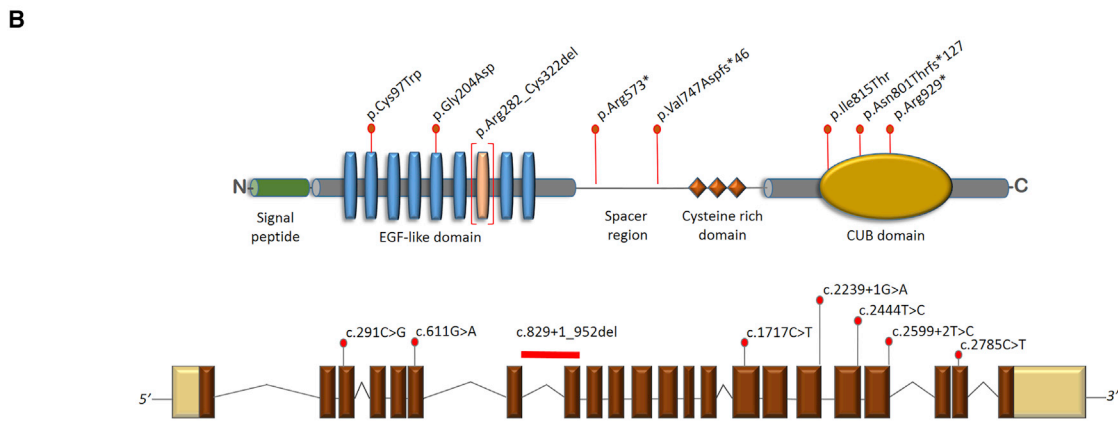 B
p.Cys97Trp
p.Gly204Asp
p.Arg282_Cys322del
p.Arg573*
p.Val747Aspfs*46
p.Ile815Thr
p.Asn801Thrfs*127
p.Arg929*
N
C
Signal
peptide
EGF-like domain
Spacer
region
Cysteine rich
domain
CUB domain
c.291C>G
c.611G>A
c.829+1_952del
c.1717C>T
c.2239+1G>A
c.2444T>C
c.2599+2T>C
c.2785C>T
5'
3'